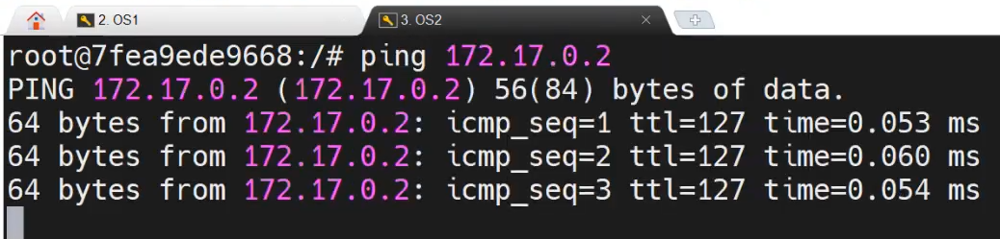 2. OS1
3. OS2
root@7fea9ede9668:/# ping 172.17.0.2
PING 172.17.0.2 (172.17.0.2) 56(84) bytes of data.
64 bytes from 172.17.0.2: icmp_seq=1 ttl=127 time=0.053 ms
64 bytes from 172.17.0.2: icmp_seq=2 ttl=127 time=0.060 ms
64 bytes from 172.17.0.2: icmp_seq=3 ttl=127 time=0.054 ms